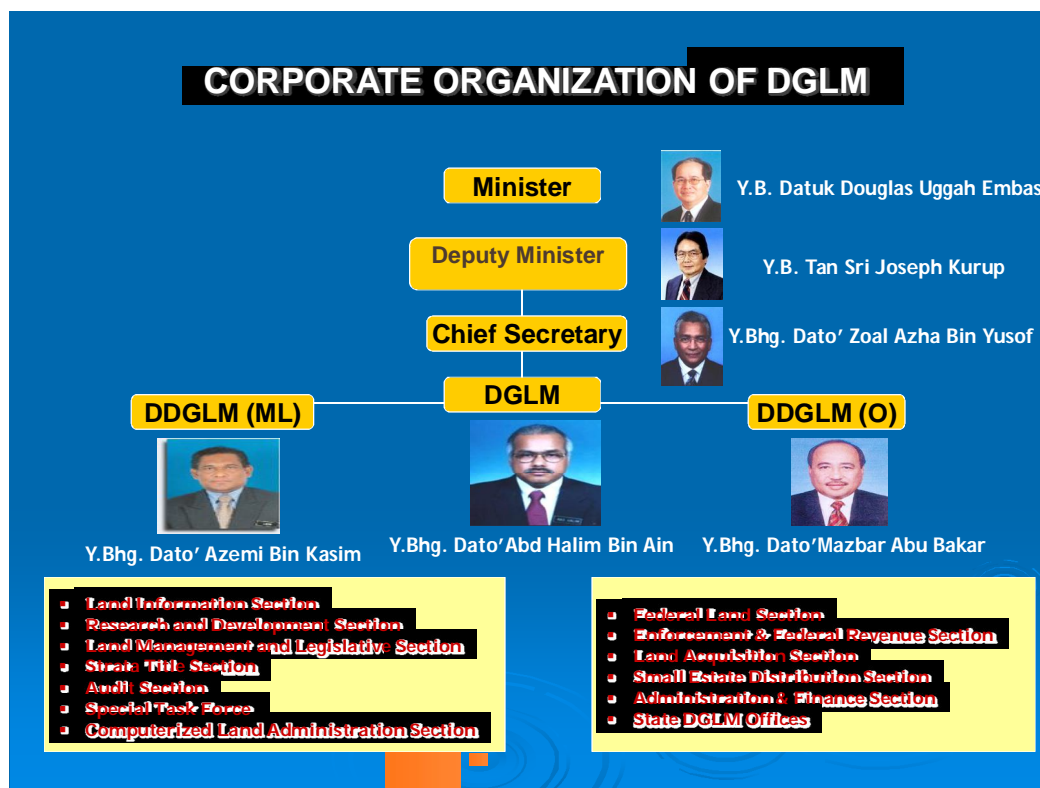 CORPORATE ORGANIZATION OF DGLM
Minister
Y.B. Datuk Douglas Uggah Embas
Deputy Minister
Y.B. Tan Sri Joseph Kurup
Chief Secretary
Y.Bhg. Dato’ Zoal Azha Bin Yusof
DGLM
DDGLM (ML)
DDGLM (O)
Y.Bhg. Dato’ Azemi Bin Kasim
Y.Bhg. Dato’Abd Halim Bin Ain
Y.Bhg. Dato’Mazbar Abu Bakar
▪ Land Information Section
▪ Research and Development Section
▪ Land Management and Legislative Section
▪ Strata Title Section
▪ Audit Section
▪ Special Task Force
▪ Computerized Land Administration Section
▪ Federal Land Section
▪ Enforcement & Federal Revenue Section
▪ Land Acquisition Section
▪ Small Estate Distribution Section
▪ Administration & Finance Section
▪ State DGLM Offices